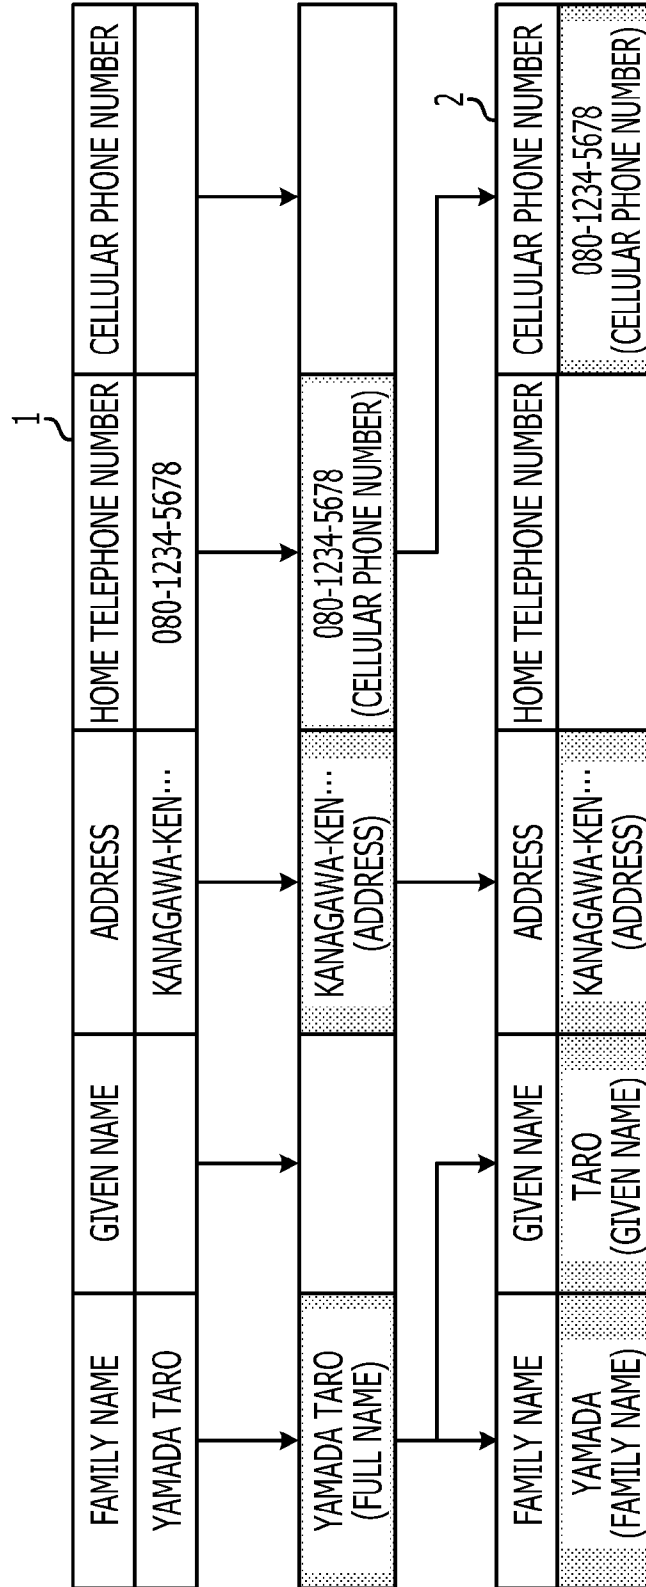 1
FAMILY NAME
GIVEN NAME
ADDRESS
HOME TELEPHONE NUMBER
CELLULAR PHONE NUMBER
YAMADA TARO
KANAGAWA-KEN…
080-1234-5678
YAMADA TARO
(FULL NAME)
KANAGAWA-KEN…
(ADDRESS)
080-1234-5678
(CELLULAR PHONE NUMBER)
2
FAMILY NAME
GIVEN NAME
ADDRESS
HOME TELEPHONE NUMBER
CELLULAR PHONE NUMBER
YAMADA
(FAMILY NAME)
TARO
(GIVEN NAME)
KANAGAWA-KEN…
(ADDRESS)
080-1234-5678
(CELLULAR PHONE NUMBER)